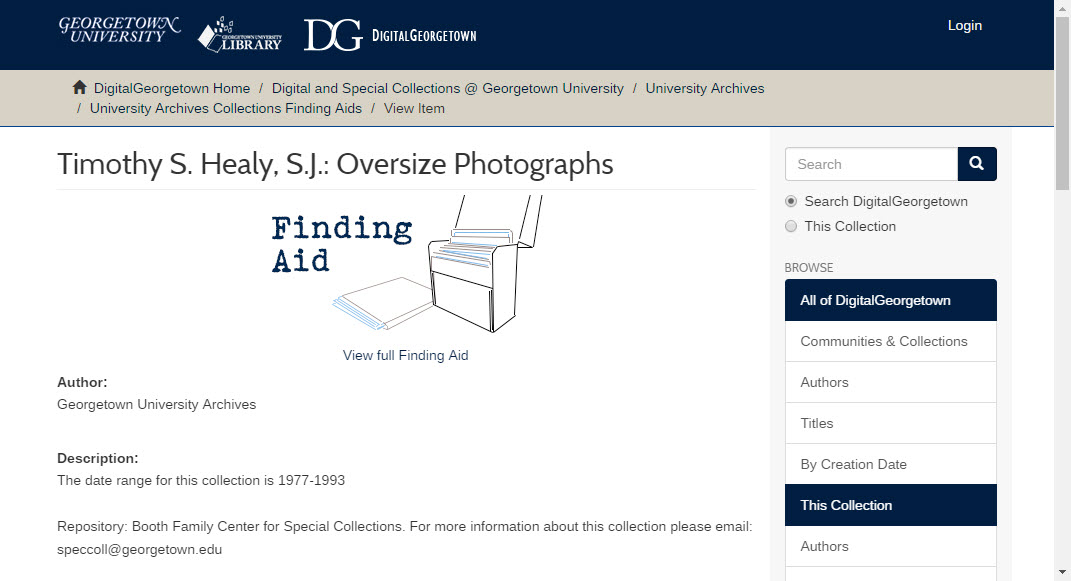 GEORGETOWN
UNIVERSITY
GEORGETOWN UNIVERSITY
LIBRARY
DG DIGITALGEORGETOWN
Login
DigitalGeorgetown Home / Digital and Special Collections @ Georgetown University / University Archives
/ University Archives Collections Finding Aids / View Item
Timothy S. Healy, S.J.: Oversize Photographs
Finding
Aid
View full Finding Aid
Author:
Georgetown University Archives
Description:
The date range for this collection is 1977-1993
Repository: Booth Family Center for Special Collections. For more information about this collection please email:
speccoll@georgetown.edu
Search
Search DigitalGeorgetown
This Collection
BROWSE
All of DigitalGeorgetown
Communities & Collections
Authors
Titles
By Creation Date
This Collection
Authors